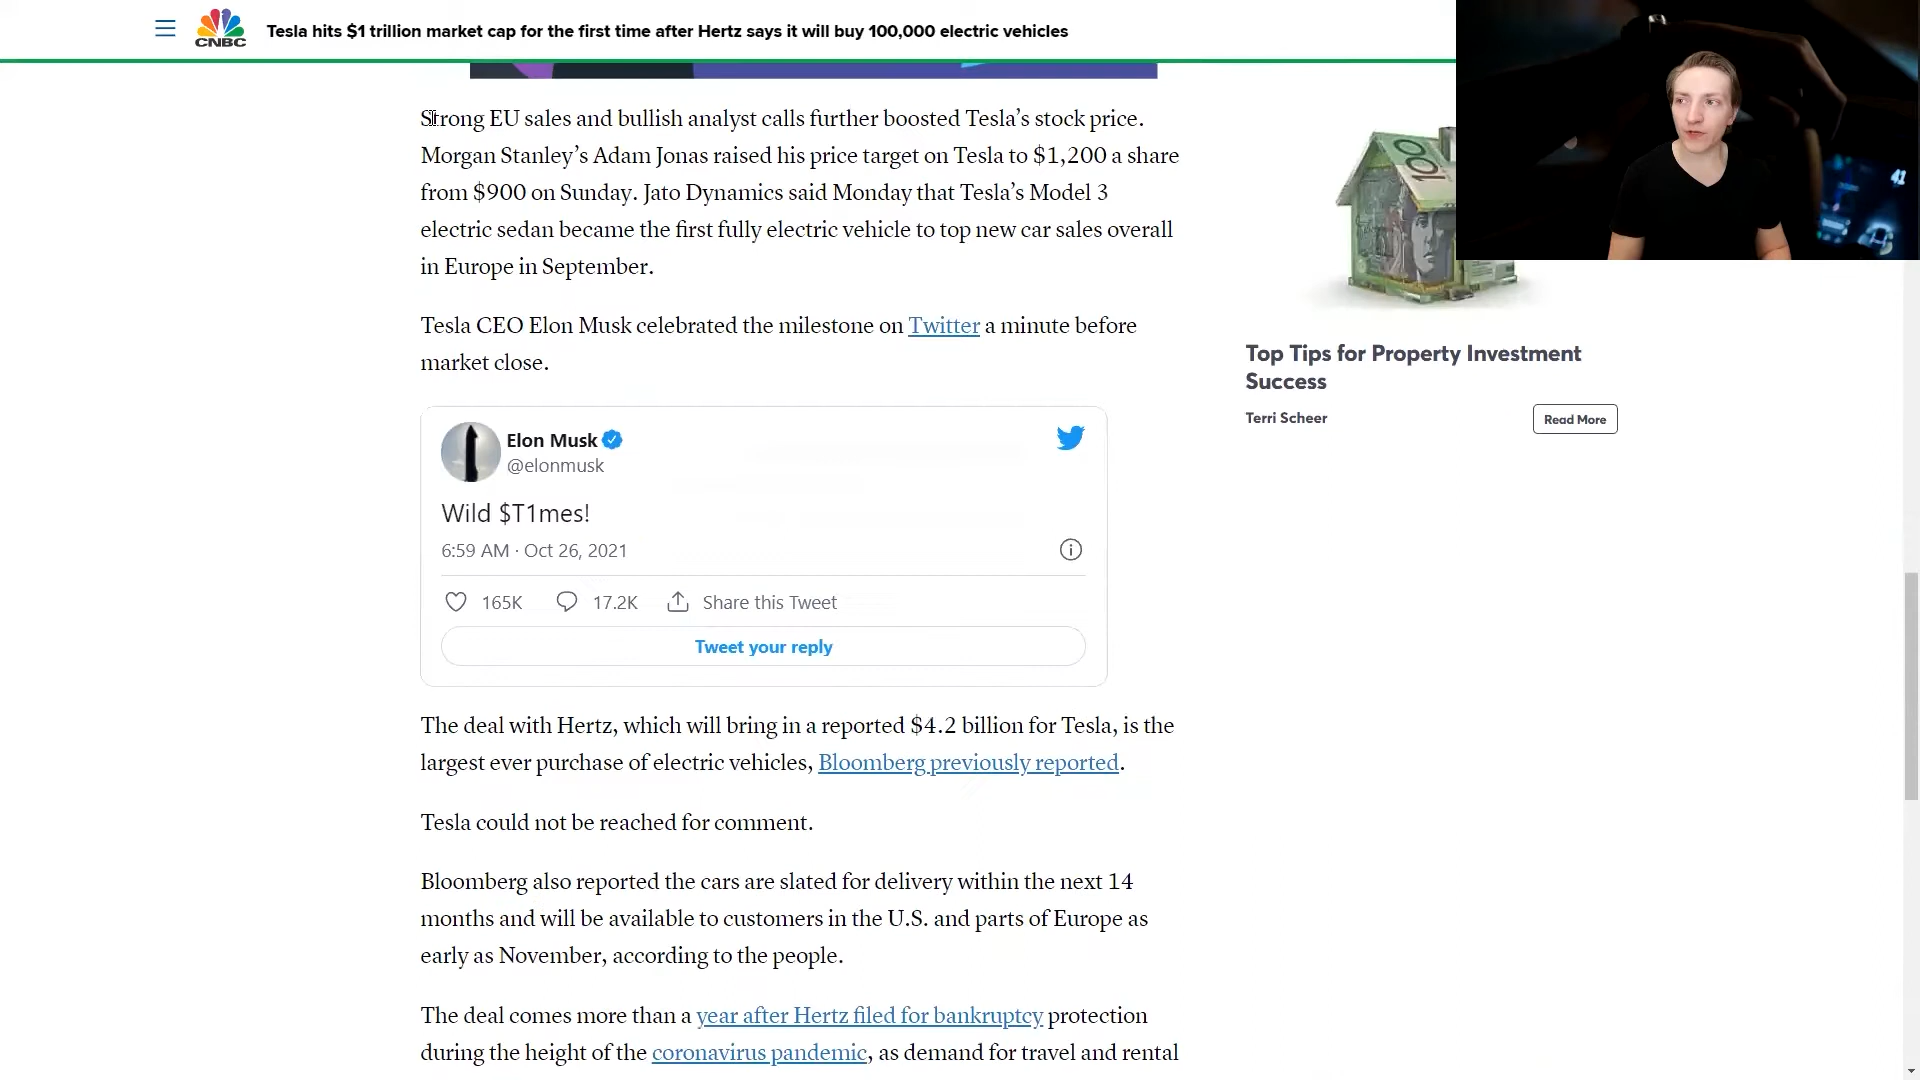 CNBC
Tesla hits $1 trillion market cap for the first time after Hertz says it will buy 100,000 electric vehicles
Strong EU sales and bullish analyst calls further boosted Tesla’s stock price.
Morgan Stanley’s Adam Jonas raised his price target on Tesla to $1,200 a share
from $900 on Sunday. Jato Dynamics said Monday that Tesla’s Model 3
electric sedan became the first fully electric vehicle to top new car sales overall
in Europe in September.
Tesla CEO Elon Musk celebrated the milestone on Twitter a minute before
market close.
Elon Musk
@elonmusk
Wild $T1mes!
6:59 AM · Oct 26, 2021
165K 17.2K Share this Tweet
Tweet your reply
The deal with Hertz, which will bring in a reported $4.2 billion for Tesla, is the
largest ever purchase of electric vehicles, Bloomberg previously reported.
Tesla could not be reached for comment.
Bloomberg also reported the cars are slated for delivery within the next 14
months and will be available to customers in the U.S. and parts of Europe as
early as November, according to the people.
The deal comes more than a year after Hertz filed for bankruptcy protection
during the height of the coronavirus pandemic, as demand for travel and rental
100
41
Top Tips for Property Investment
Success
Terri Scheer
Read More